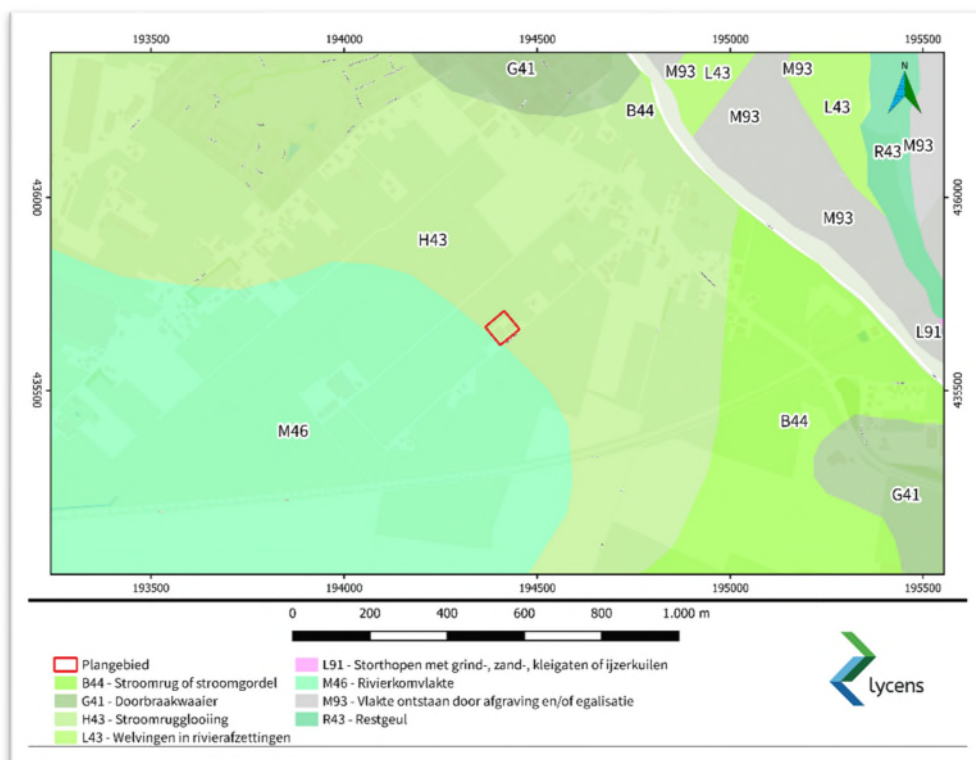 193500 194000 194500 195000 195500
G41 M93 L43 M93
N
B44 M93 L43
R43 M93
436000 436000
H43 M93
L91
435500 435500
M46 B44
G41
193500 194000 194500 195000 195500
0 200 400 600 800 1.000 m
Plangebied
B44 - Stroomrug of stroomgordel
G41 - Doorbraakwaaier
H43 - Stroomrugglooiing
L43 - Welvingen in rivierafzettingen
L91 - Storthopen met grind-, zand-, kleigaten of ijzerkuilen
M46 - Rivierkomvlakte
M93 - Vlakte ontstaan door afgraving en/of egalisatie
R43 - Restgeul
lycens